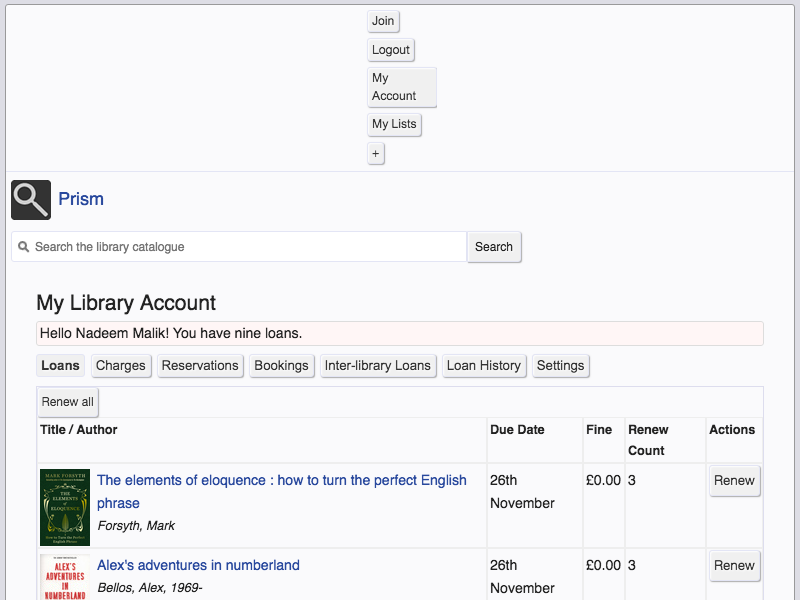 Join
Logout
My
Account
My Lists
+
Prism
Search the library catalogue
Search
My Library Account
Hello Nadeem Malik! You have nine loans.
Loans Charges Reservations Bookings Inter-library Loans Loan History Settings
Renew all
Title / Author Due Date Fine Renew Count Actions
MARK FORSYTH
THE
ELEMENTS
OF
ELOQUENCE
How to Turn the Perfect
English Phrase
The elements of eloquence : how to turn the perfect English
phrase
Forsyth, Mark
26th
November
£0.00 3 Renew
ALEX'S
ADVENTURES
IN
NUMBERLAND
Alex's adventures in numberland
Bellos, Alex, 1969-
26th
November
£0.00 3 Renew